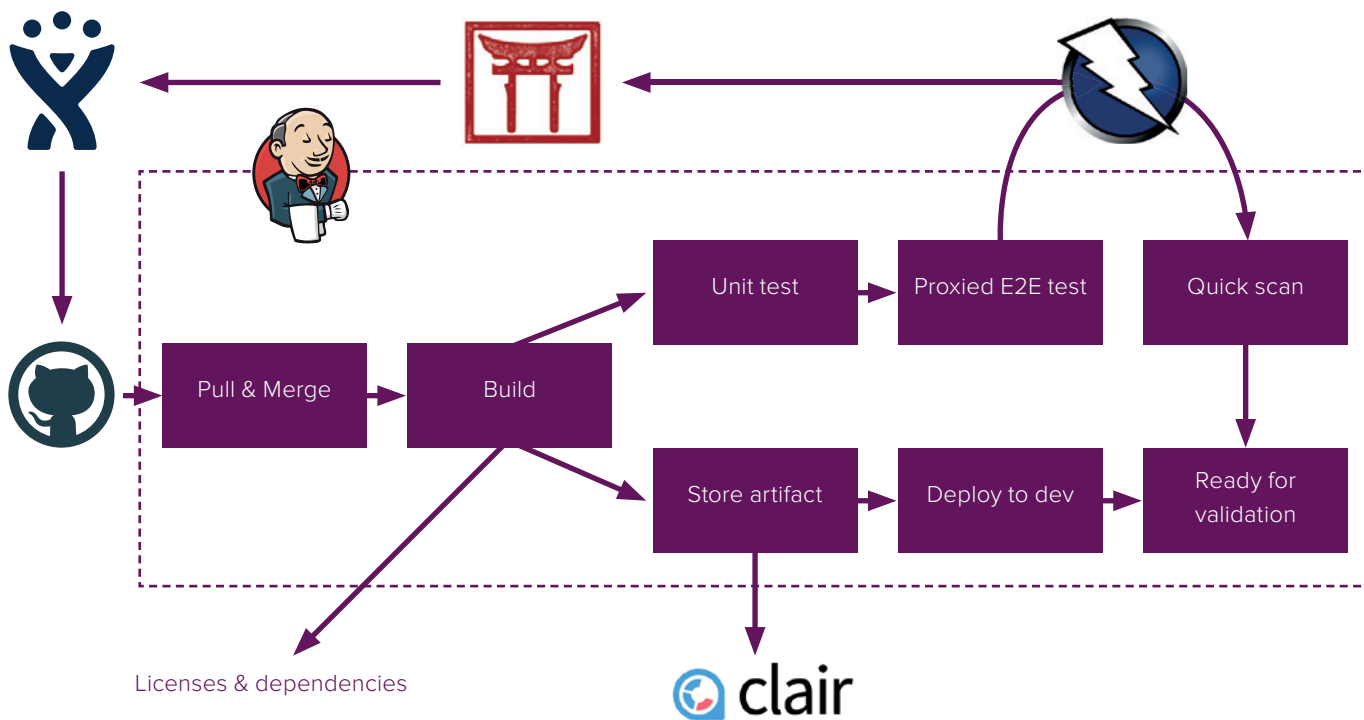 Unit test
Proxied E2E test
Quick scan
Pull & Merge
Build
Store artifact
Deploy to dev
Ready for
validation
Licenses & dependencies
clair